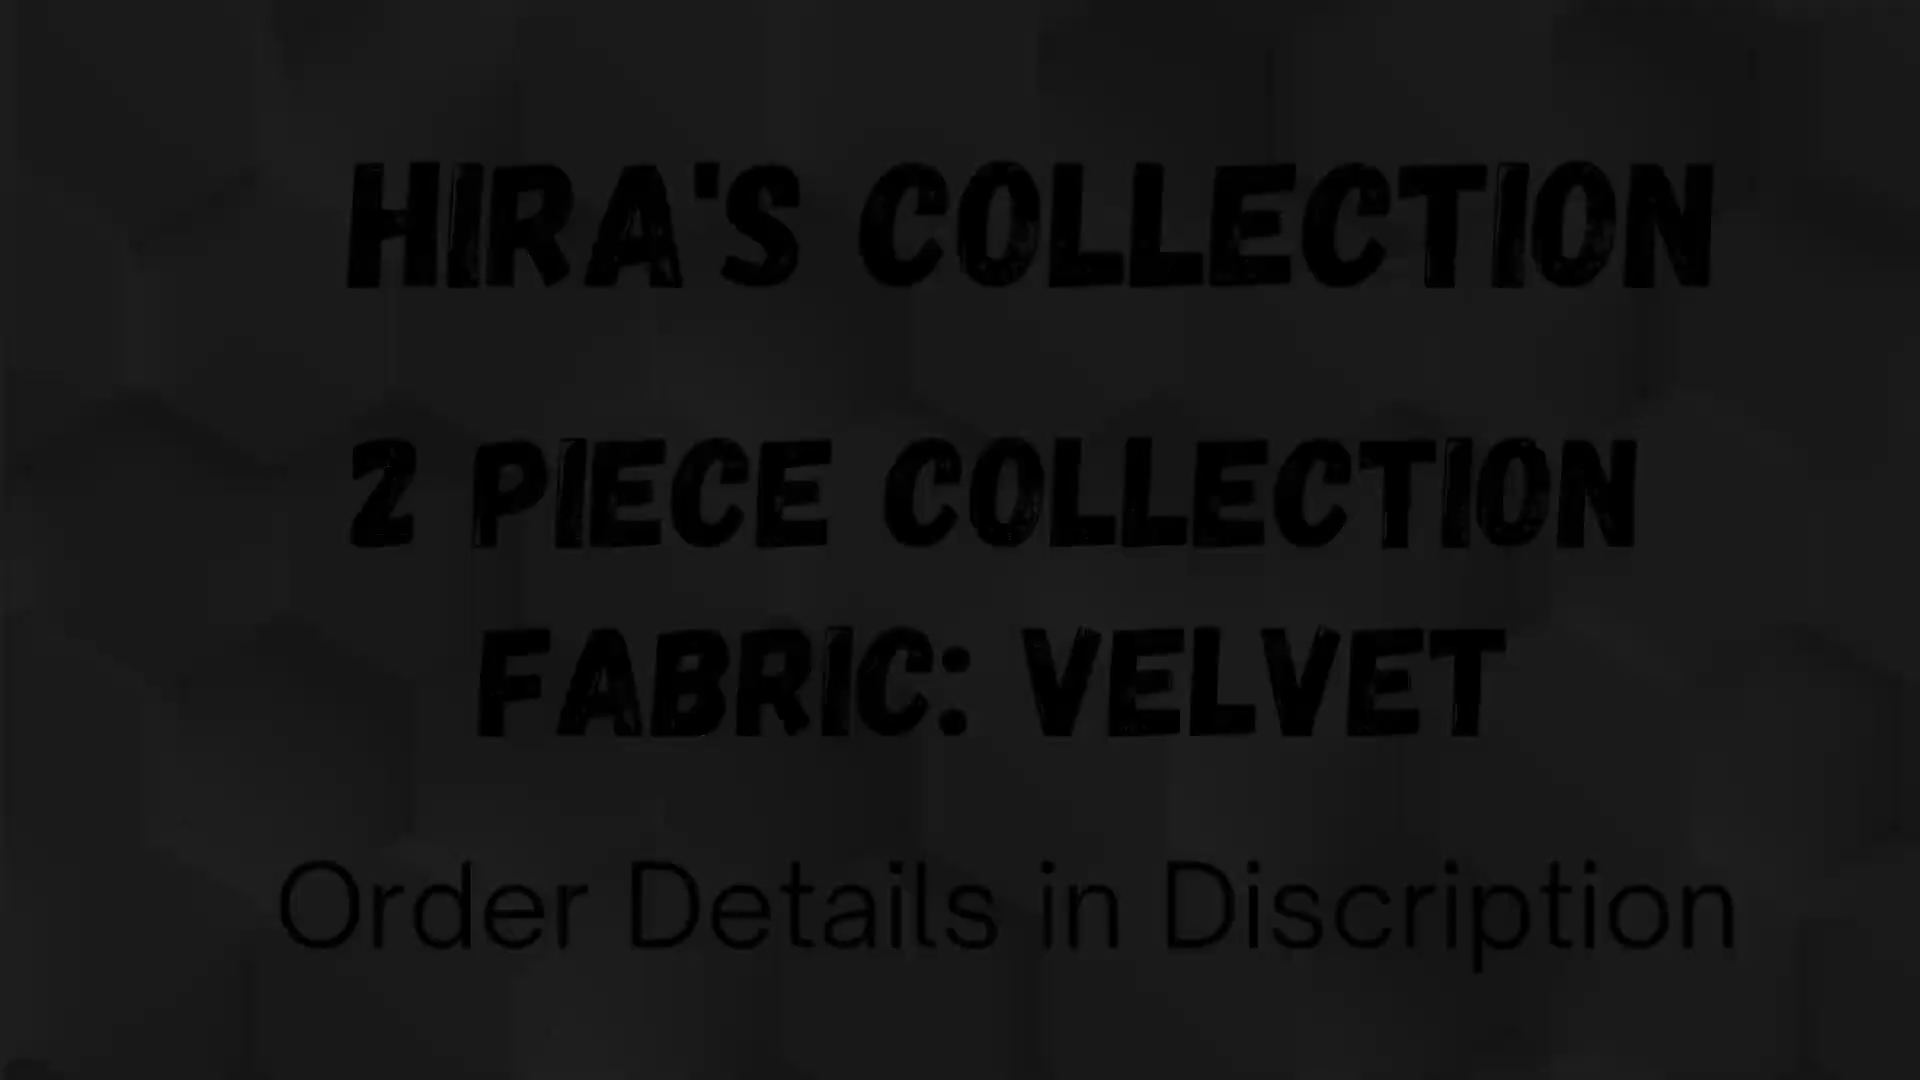 HIRA'S COLLECTION
2 PIECE COLLECTION
FABRIC: VELVET
Order Details in Discription